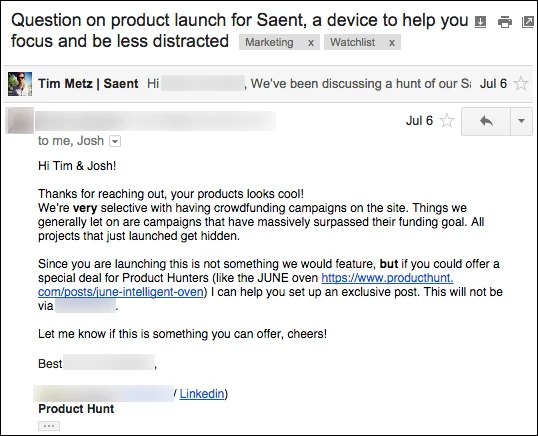 Question on product launch for Saent, a device to help you
focus and be less distracted Marketing x Watchlist x
Tim Metz | Saent Hi , We've been discussing a hunt of our Sa Jul 6
Jul 6
to me, Josh
Hi Tim & Josh!
Thanks for reaching out, your products looks cool!
We're very selective with having crowdfunding campaigns on the site. Things we
generally let on are campaigns that have massively surpassed their funding goal. All
projects that just launched get hidden.
Since you are launching this is not something we would feature, but if you could offer a
special deal for Product Hunters (like the JUNE oven https://www.producthunt.
com/posts/june-intelligent-oven) I can help you set up an exclusive post. This will not be
via .
Let me know if this is something you can offer, cheers!
Best ,
/ Linkedin)
Product Hunt